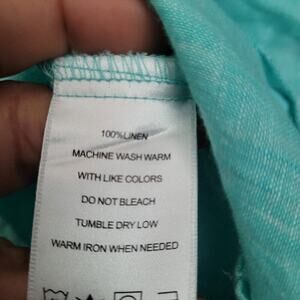 100%LINEN
MACHINE WASH WARM
WITH LIKE COLORS
DO NOT BLEACH
TUMBLE DRY LOW
WARM IRON WHEN NEEDED